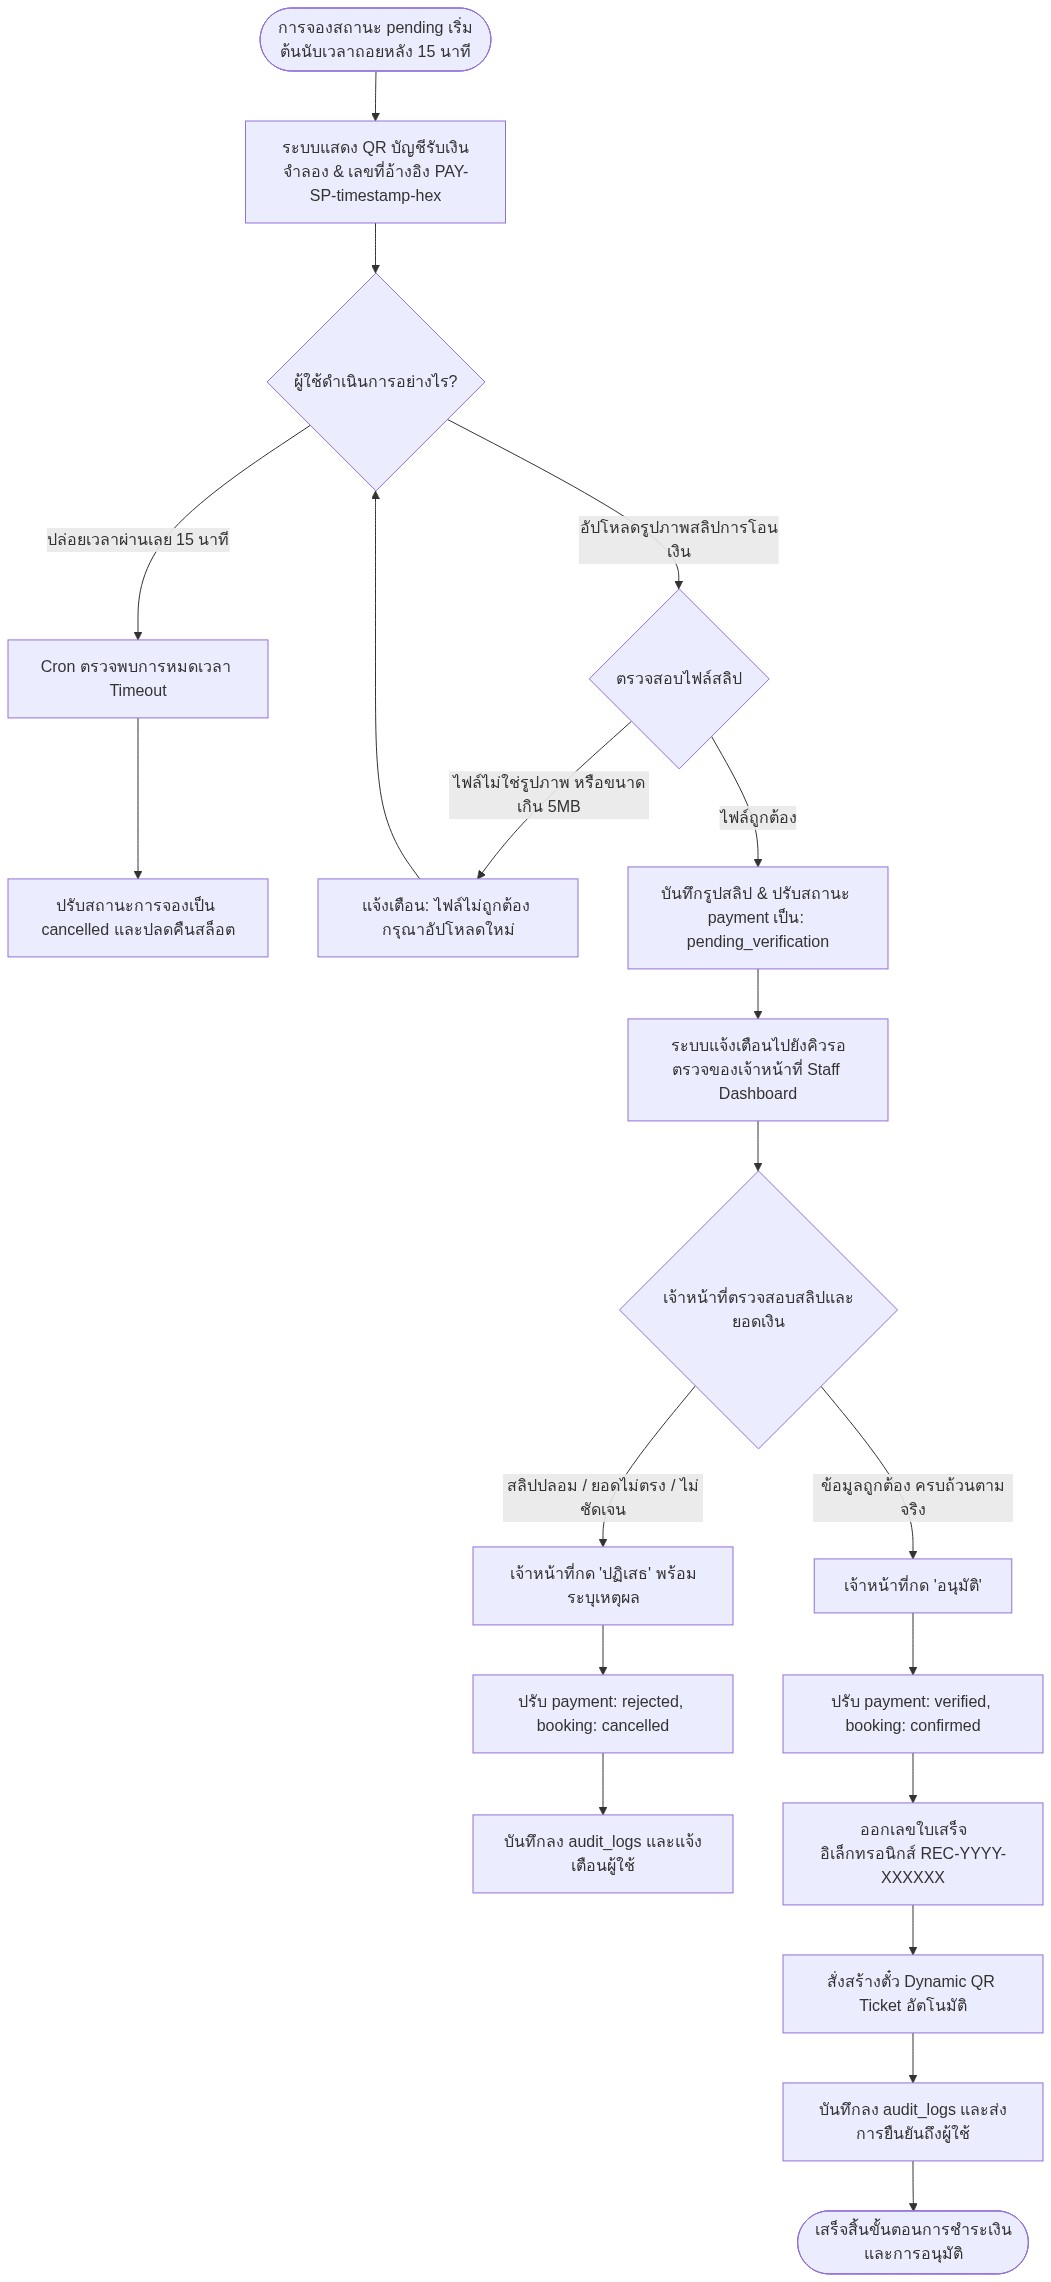 การจองสถานะ pending เริ่ม
ต้นนับเวลาถอยหลัง 15 นาที
ระบบแสดง QR บัญชีรับเงิน
จำลอง & เลขที่อ้างอิง PAY-
SP-timestamp-hex
ผู้ใช้ดำเนินการอย่างไร?
ปล่อยเวลาผ่านเลย 15 นาที
อัปโหลดรูปภาพสลิปการโอน
เงิน
Cron ตรวจพบการหมดเวลา
Timeout
ตรวจสอบไฟล์สลิป
ไฟล์ไม่ใช่รูปภาพ หรือขนาด
เกิน 5MB
ไฟล์ถูกต้อง
ปรับสถานะการจองเป็น
cancelled และปลดคืนสล็อต
แจ้งเตือน: ไฟล์ไม่ถูกต้อง
กรุณาอัปโหลดใหม่
บันทึกรูปสลิป & ปรับสถานะ
payment เป็น:
pending_verification
ระบบแจ้งเตือนไปยังคิวรอ
ตรวจของเจ้าหน้าที่ Staff
Dashboard
เจ้าหน้าที่ตรวจสอบสลิปและ
ยอดเงิน
สลิปปลอม / ยอดไม่ตรง / ไม่
ชัดเจน
ข้อมูลถูกต้อง ครบถ้วนตาม
จริง
เจ้าหน้าที่กด 'ปฏิเสธ' พร้อม
ระบุเหตุผล
เจ้าหน้าที่กด 'อนุมัติ'
ปรับ payment: rejected,
booking: cancelled
ปรับ payment: verified,
booking: confirmed
บันทึกลง audit_logs และแจ้ง
เตือนผู้ใช้
ออกเลขใบเสร็จ
อิเล็กทรอนิกส์ REC-YYYY-
XXXXXX
สั่งสร้างตั๋ว Dynamic QR
Ticket อัตโนมัติ
บันทึกลง audit_logs และส่ง
การยืนยันถึงผู้ใช้
เสร็จสิ้นขั้นตอนการชำระเงิน
และการอนุมัติ